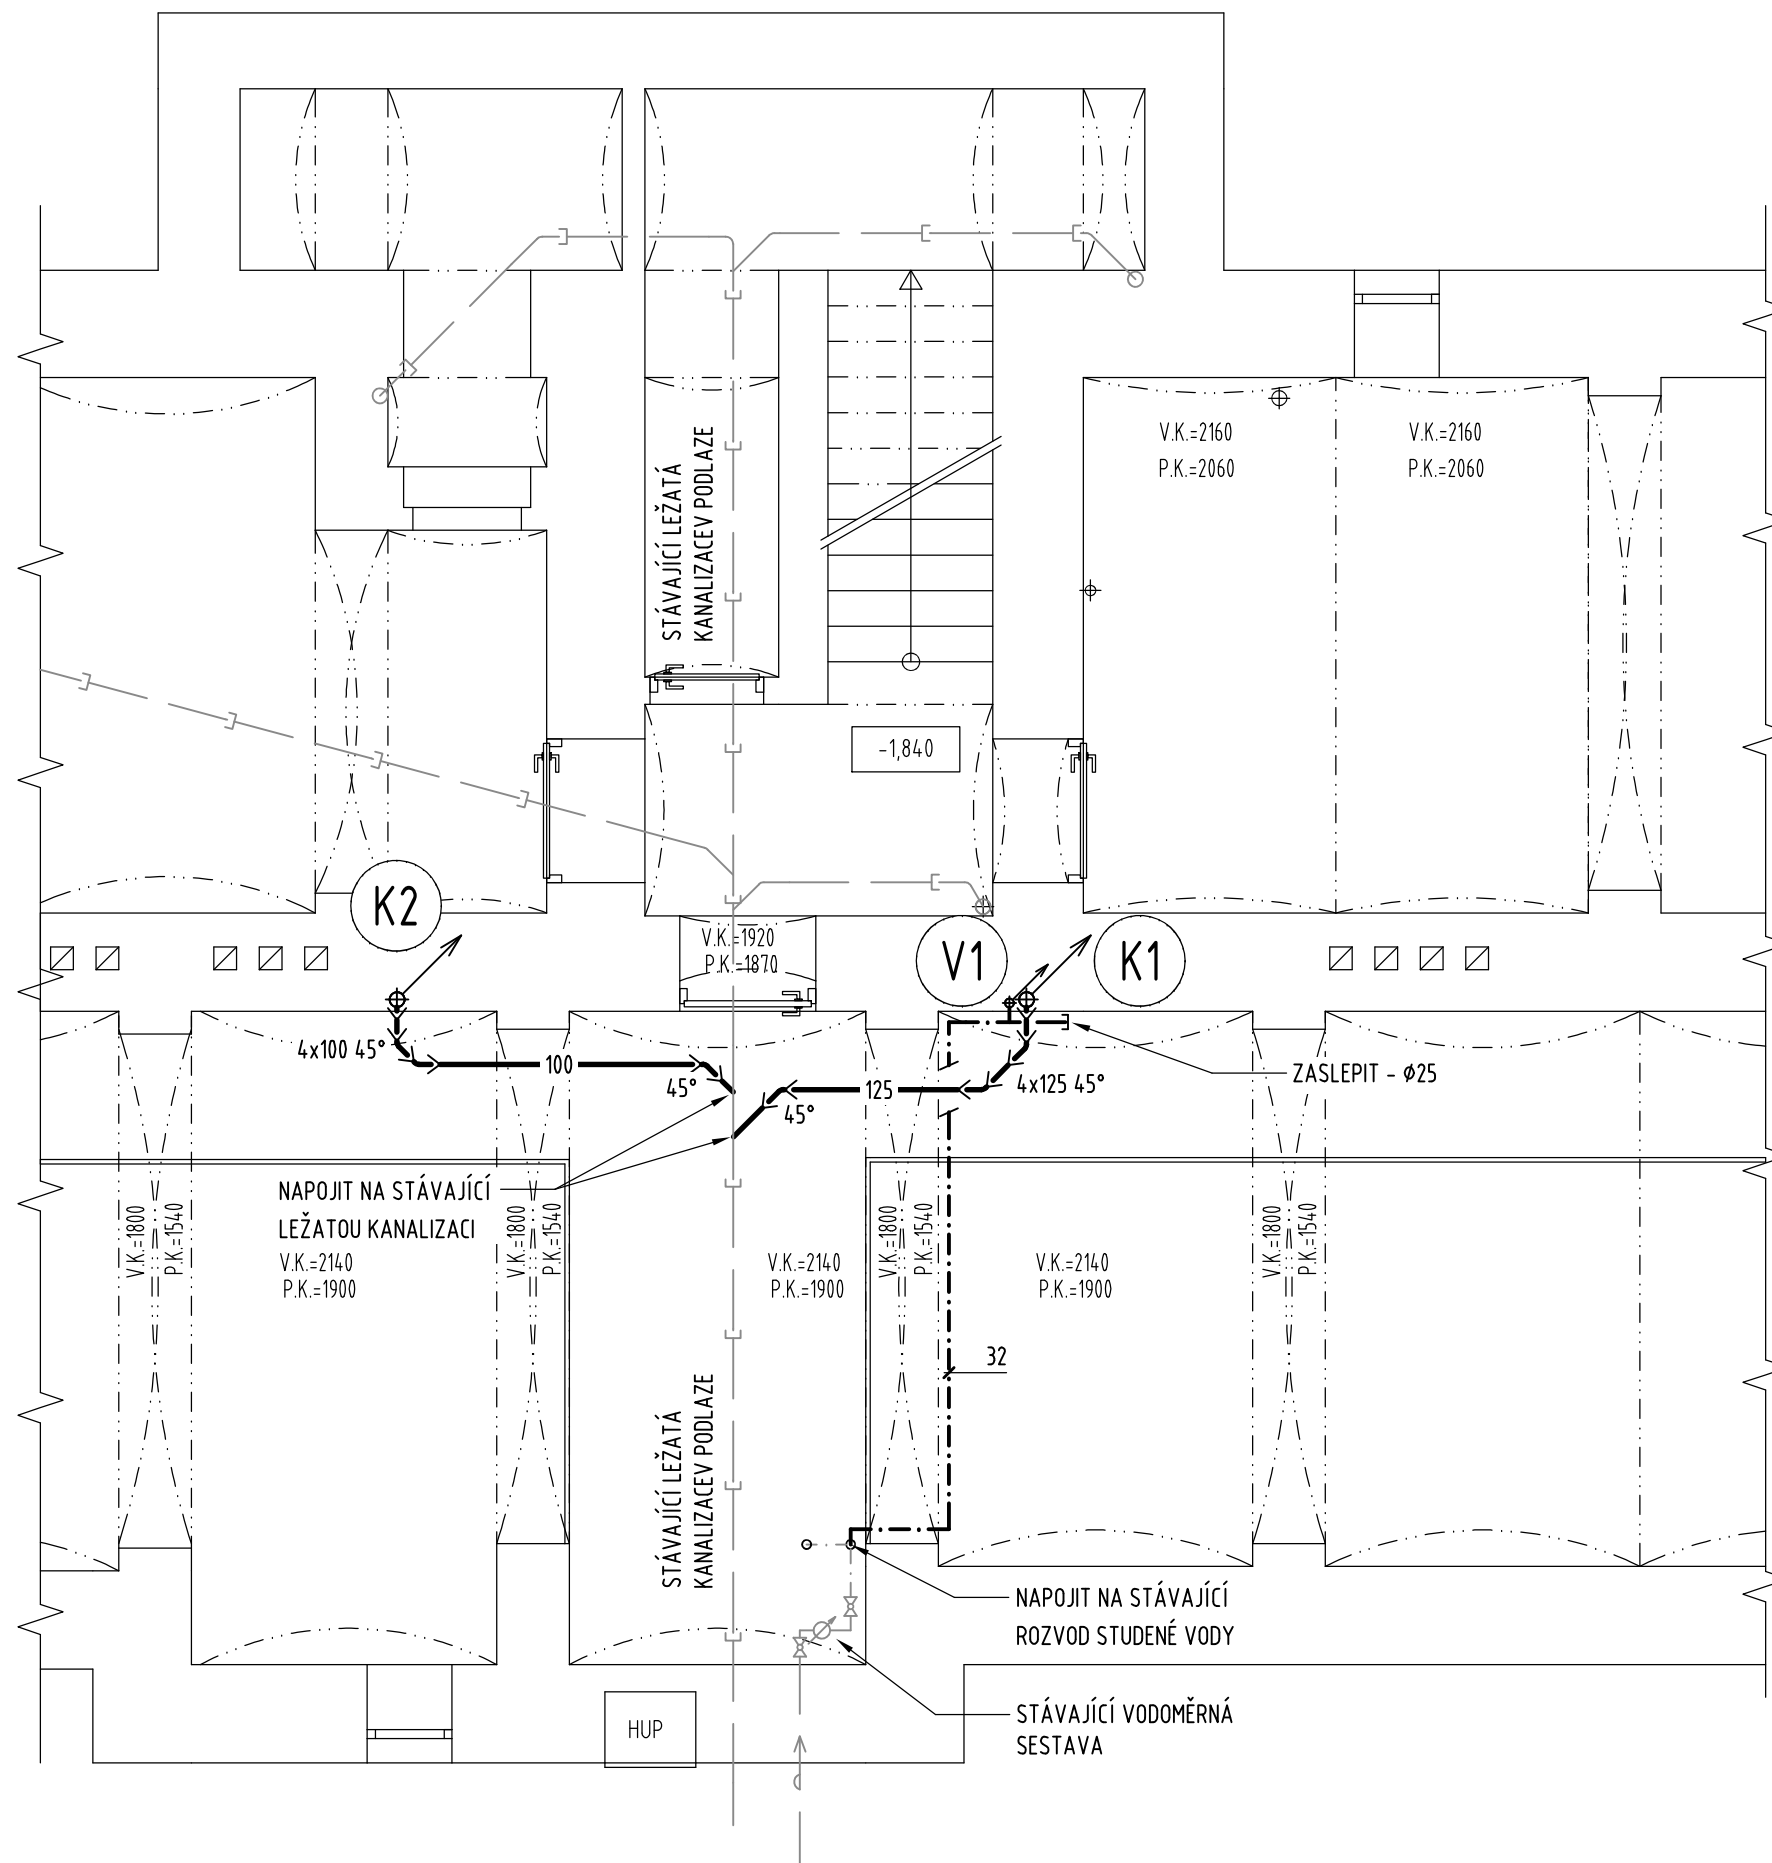 V.K.=2160
P.K.=2060
V.K.=2160
P.K.=2060
STÁVAJÍCÍ LEŽATÁ
KANALIZACEV PODLAZE
-1,840
K2
V.K.=1920
P.K.=1870
V1
K1
4x100 45°
100
45°
125
45°
4x125 45°
ZASLEPIT - Ø25
NAPOJIT NA STÁVAJÍCÍ
LEŽATOU KANALIZACI
V.K.=1800
P.K.=1540
V.K.=2140
P.K.=1900
V.K.=1800
P.K.=1540
V.K.=2140
P.K.=1900
V.K.=1800
P.K.=1540
V.K.=2140
P.K.=1900
V.K.=1800
P.K.=1540
32
STÁVAJÍCÍ LEŽATÁ
KANALIZACEV PODLAZE
NAPOJIT NA STÁVAJÍCÍ
ROZVOD STUDENÉ VODY
STÁVAJÍCÍ VODOMĚRNÁ
SESTAVA
HUP